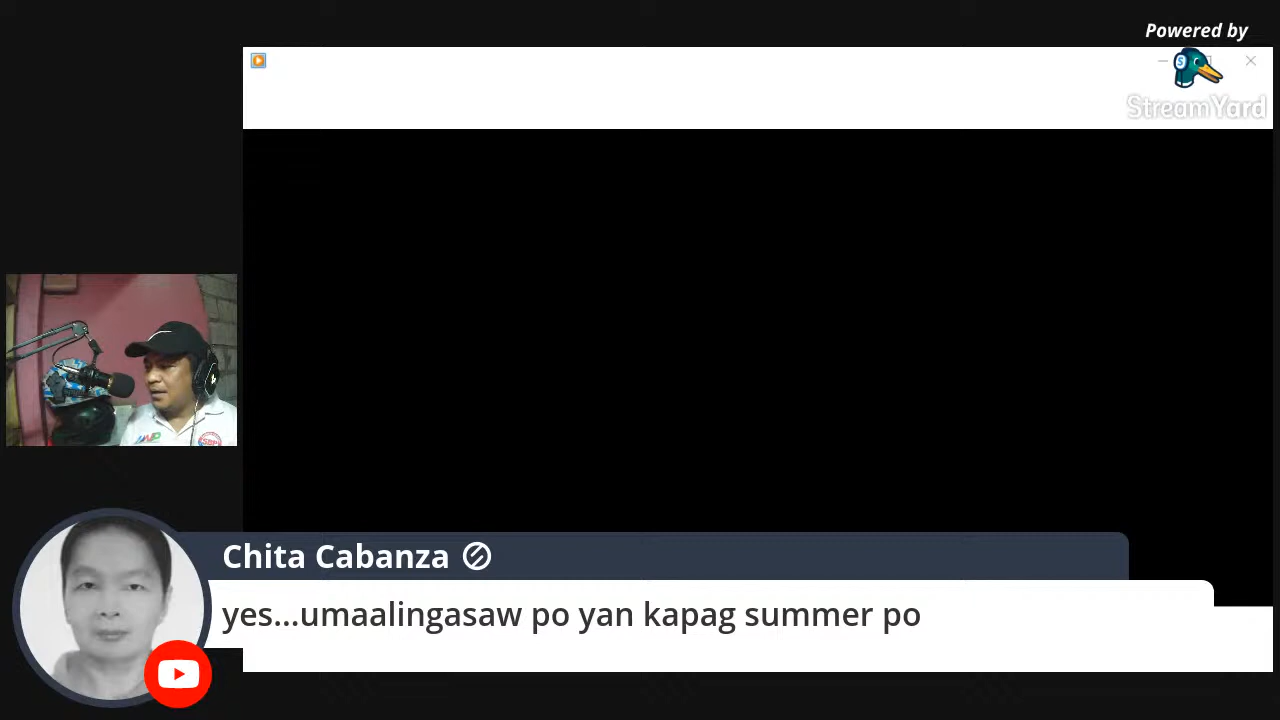 Powered by
StreamYard
Chita Cabanza
yes...umaalingasaw po yan kapag summer po